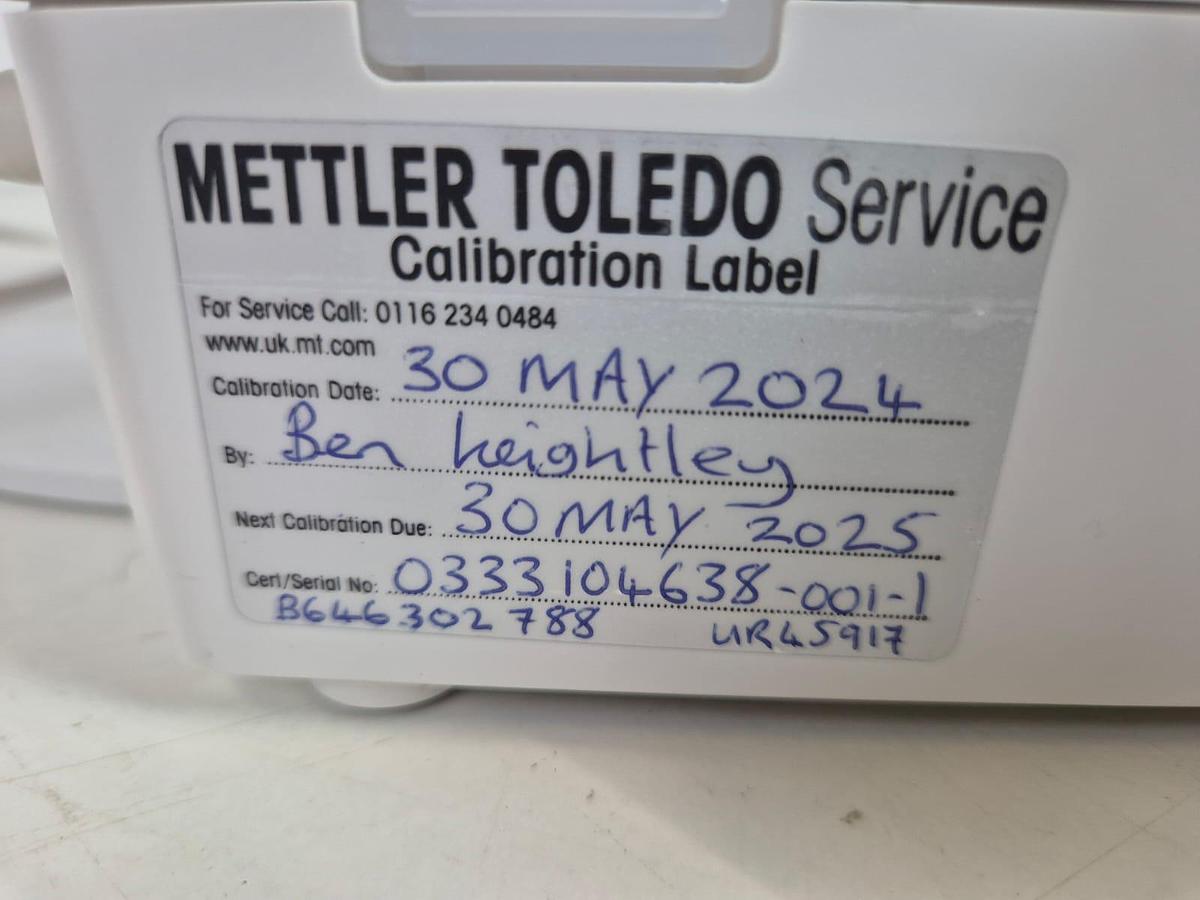 METTLER TOLEDO Service
Calibration Label
For Service Call: 0116 234 0484
www.uk.mt.com
Calibration Date: 30 MAY 2024
By: Ben Keightley
Next Calibration Due: 30 MAY 2025
Cert/Serial No: 0333104638-001-1
B646302788 UR45917